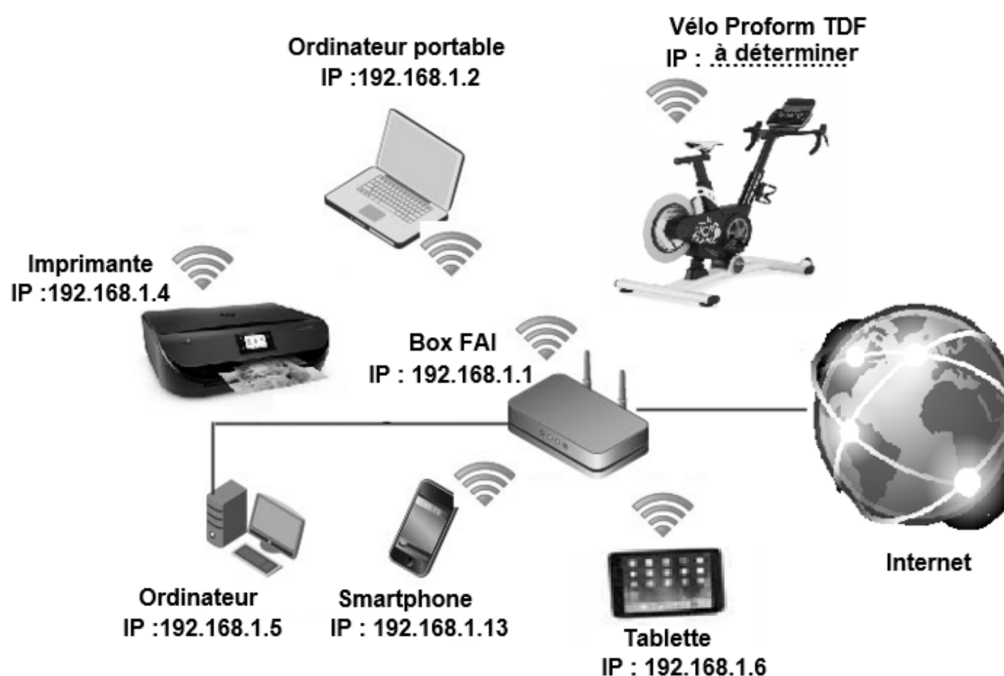 Vélo Proform TDF
IP : à déterminer
Ordinateur portable
IP :192.168.1.2
Imprimante
IP :192.168.1.4
Box FAI
IP : 192.168.1.1
Internet
Ordinateur
IP :192.168.1.5
Smartphone
IP : 192.168.1.13
Tablette
IP : 192.168.1.6